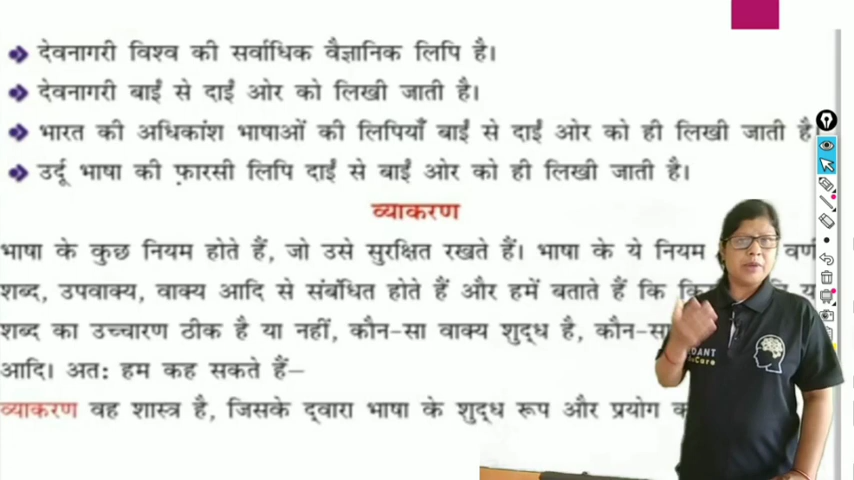 देवनागरी विश्व की सर्वाधिक वैज्ञानिक लिपि है।
देवनागरी बाईं से दाईं ओर को लिखी जाती है।
भारत की अधिकांश भाषाओं की लिपियाँ बाईं से दाईं ओर को ही लिखी जाती है
उर्दू भाषा की फ़ारसी लिपि दाईं से बाईं ओर को ही लिखी जाती है।
व्याकरण
भाषा के कुछ नियम होते हैं, जो उसे सुरक्षित रखते हैं। भाषा के ये नियम
शब्द, उपवाक्य, वाक्य आदि से संबंधित होते हैं और हमें बताते हैं कि
शब्द का उच्चारण ठीक है या नहीं, कौन-सा वाक्य शुद्ध है,
आदि। अत: हम कह सकते हैं–
व्याकरण वह शास्त्र है, जिसके द्वारा भाषा के शुद्ध रूप और प्रयोग